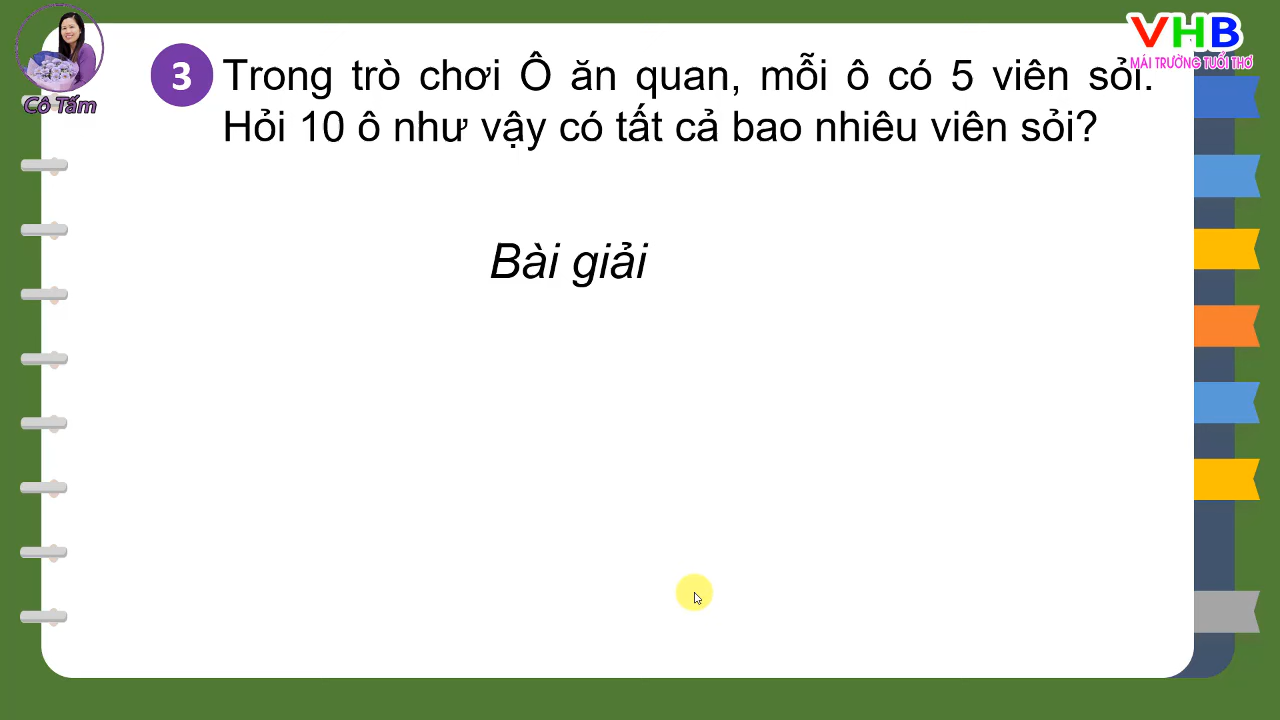 Cô Tấm
VHB
MÁI TRƯỜNG TUỔI THƠ
3 Trong trò chơi Ô ăn quan, mỗi ô có 5 viên sỏi.
Hỏi 10 ô như vậy có tất cả bao nhiêu viên sỏi?
Bài giải